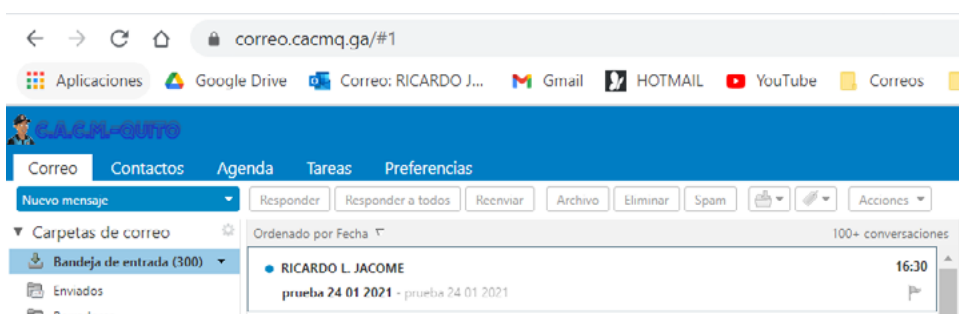 correo.cacmq.ga/#1
Aplicaciones Google Drive Correo: RICARDO J... Gmail HOTMAIL YouTube Correos
C.A.C.M.-QUITO
Correo Contactos Agenda Tareas Preferencias
Nuevo mensaje Responder Responder a todos Reenviar Archivo Eliminar Spam Acciones
Carpetas de correo Ordenado por Fecha 100+ conversaciones
Bandeja de entrada (300) RICARDO L. JACOME 16:30
prueba 24 01 2021 - prueba 24 01 2021
Enviados